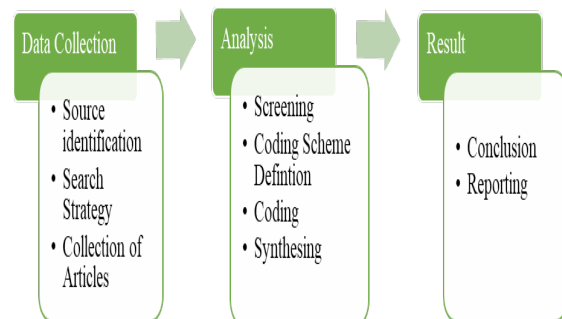 Data Collection
• Source
identification
• Search
Strategy
• Collection of
Articles
Analysis
• Screening
• Coding Scheme
Defintion
• Coding
• Synthesing
Result
• Conclusion
• Reporting